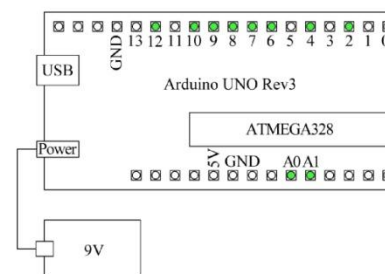 GND 13 12 11 10 9 8 7 6 5 4 3 2 1 0
USB
Arduino UNO Rev3
ATMEGA328
Power
5V GND A0 A1
9V